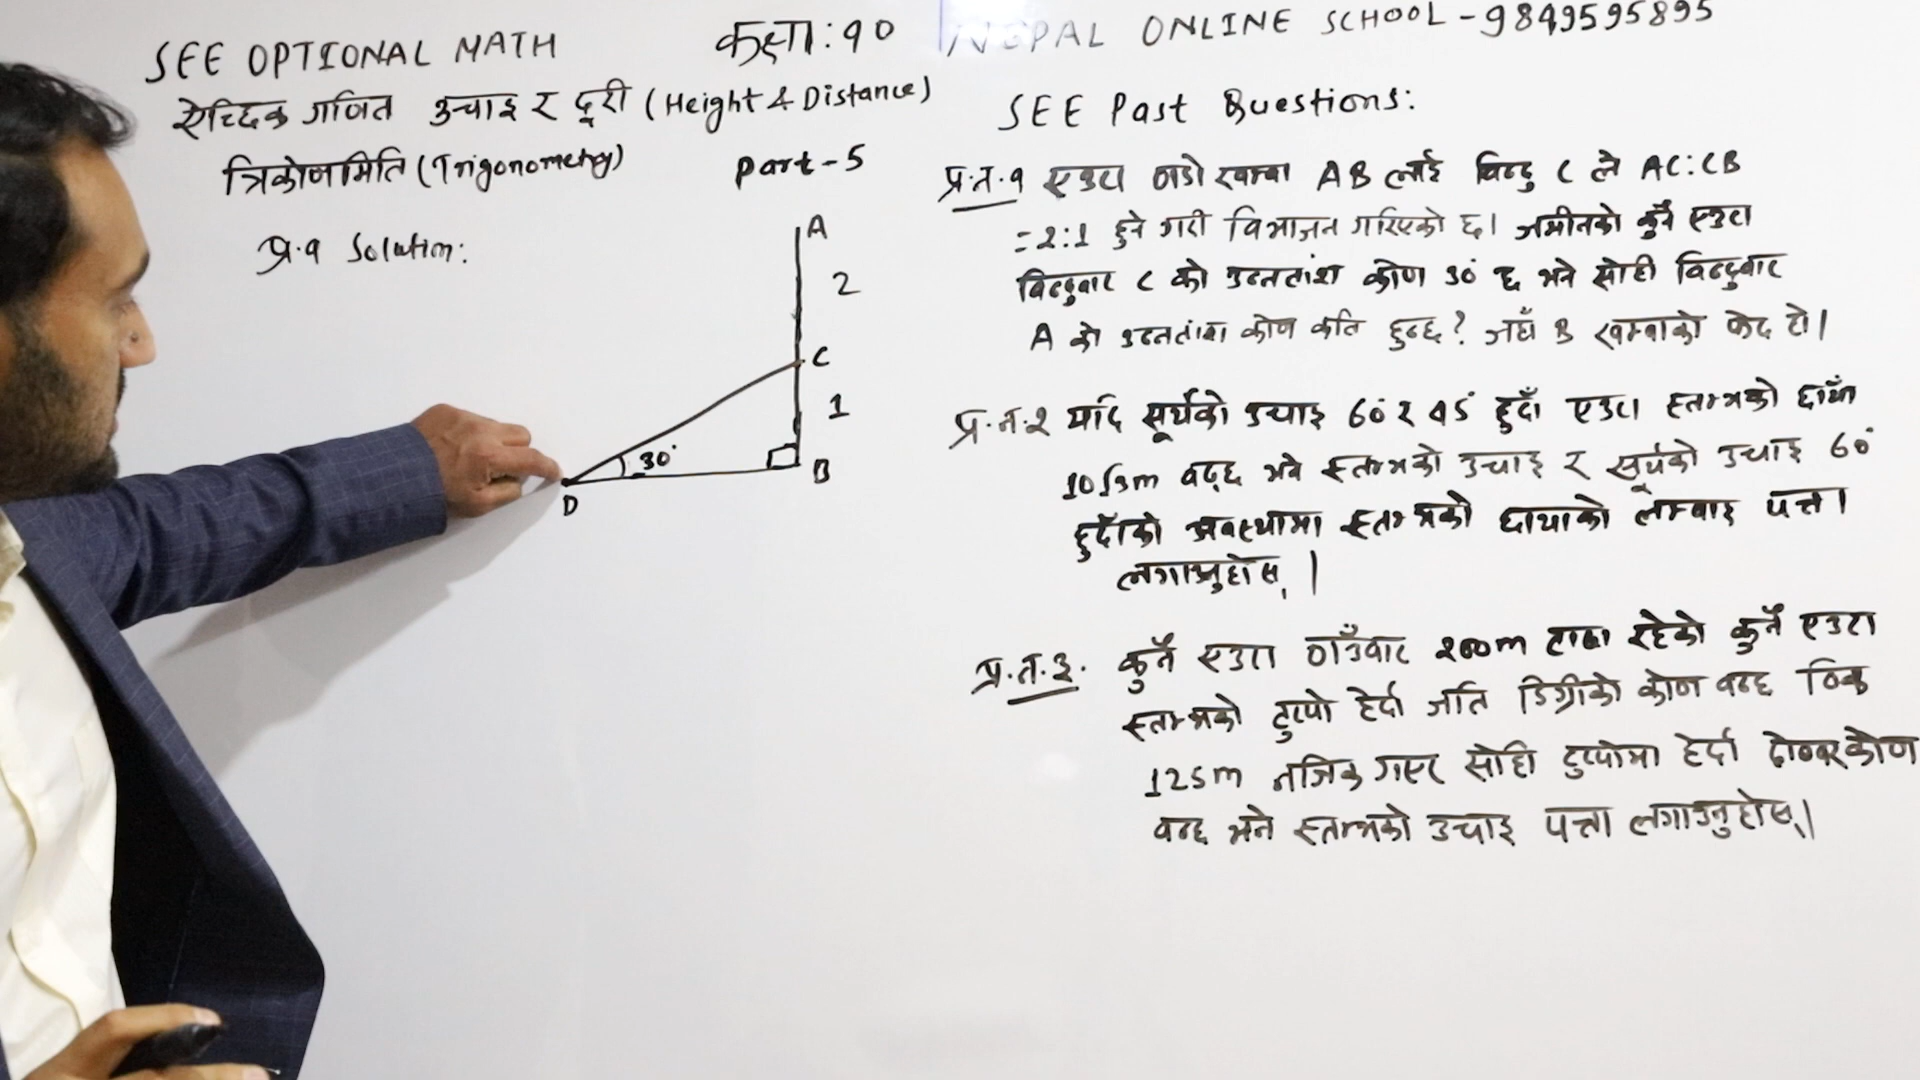 SEE OPTIONAL MATH कक्षा: १०
ऐच्छिक गणित उचाइ र दूरी (Height & Distance)
त्रिकोणमिति (Trigonometry) Part-5
प्र.१ Solution:
A
2
C
1
30°
B
D
NEPAL ONLINE SCHOOL - 9849595895
SEE Past Questions:
प्र.न.१ एउटा ठाडो खम्बा AB लाई विन्दु C ले AC:CB
= 2:1 हुने गरी विभाजन गरिएको छ। जमीनको कुनै एउटा
विन्दुबाट C को उन्नतांश कोण 30° छ भने सोही विन्दुबाट
A को उन्नतांश कोण कति हुन्छ? जहाँ B खम्बाको फेद हो।
प्र.न.२ यदि सूर्यको उचाइ 60° र 45° हुदाँ एउटा स्तम्भको छाँया
10√3m बढ्छ भने स्तम्भको उचाइ र सूर्यको उचाइ 60°
हुदाँको अवस्थामा स्तम्भको छायाको लम्बाइ पत्ता
लगाउनुहोस्।
प्र.न.३. कुनै एउटा ठाउँबाट 200m टाढा रहेको कुनै एउटा
स्तम्भको टुप्पो हेर्दा जति डिग्रीको कोण बन्छ ठिक
125m नजिक गएर सोहि टुप्पोमा हेर्दा दोब्बर कोण
बन्छ भने स्तम्भको उचाइ पत्ता लगाउनुहोस्।